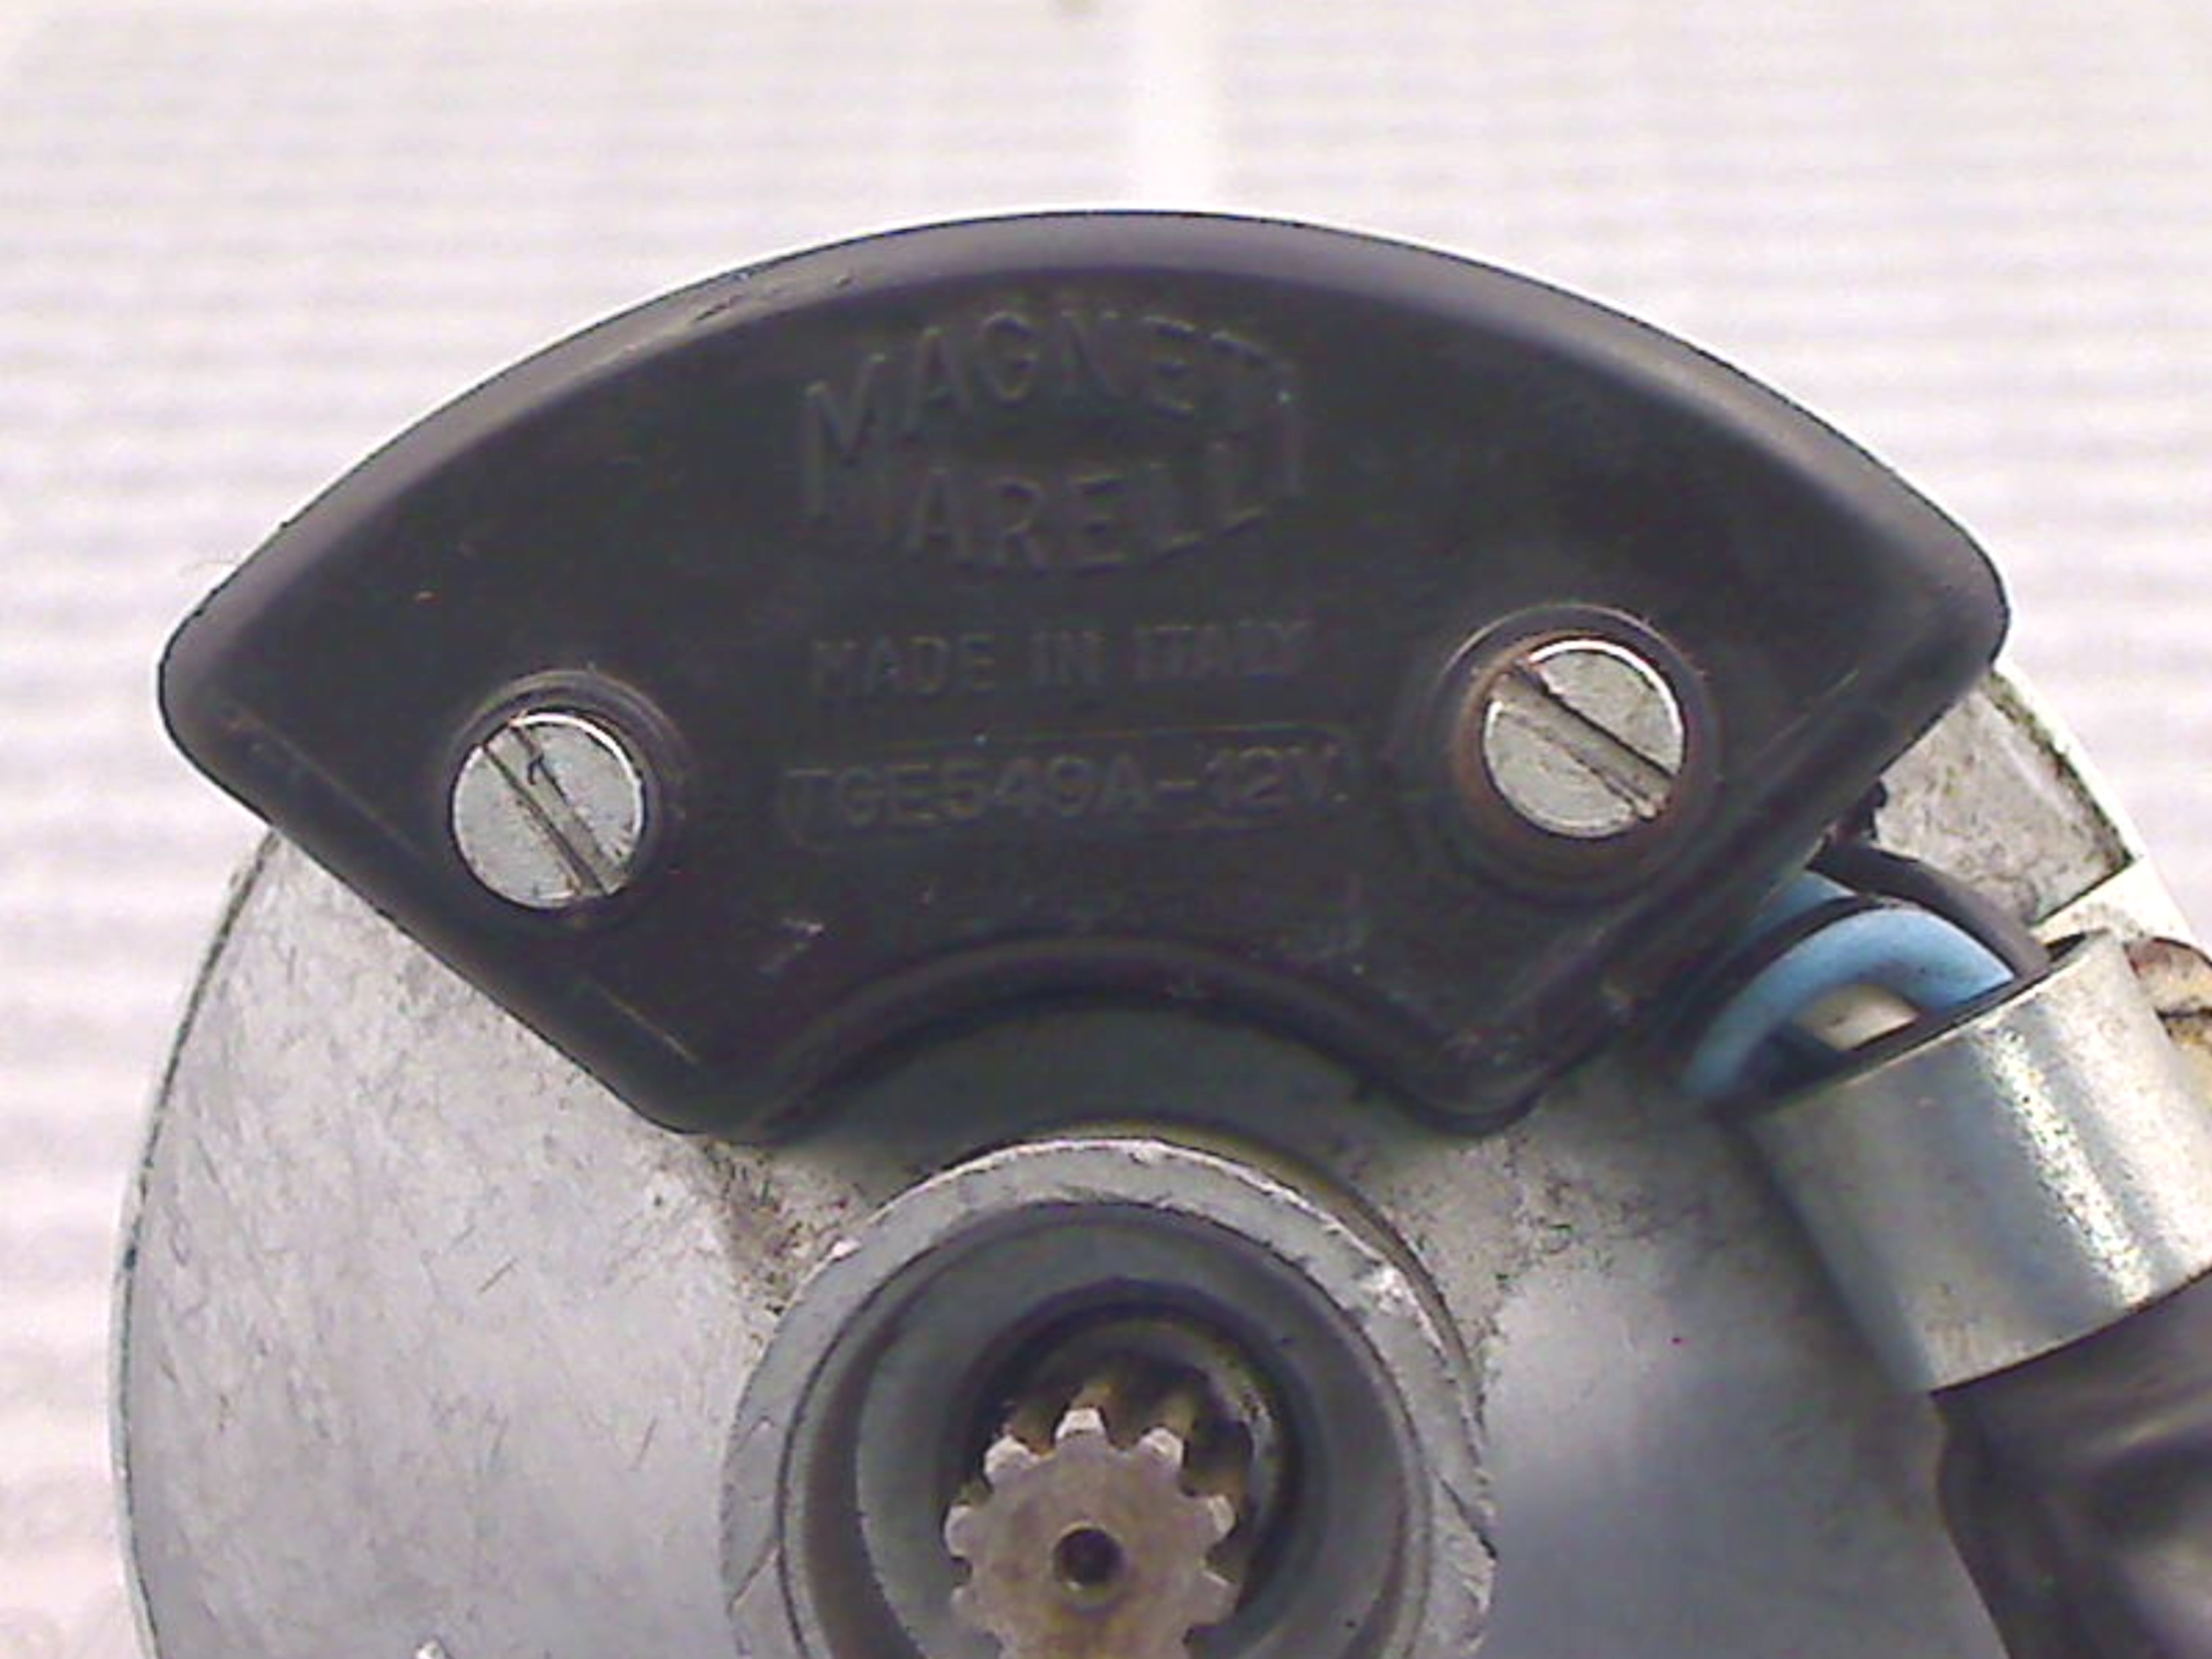 MAGNETI
MARELLI
MADE IN ITALY
TGE549A-12V